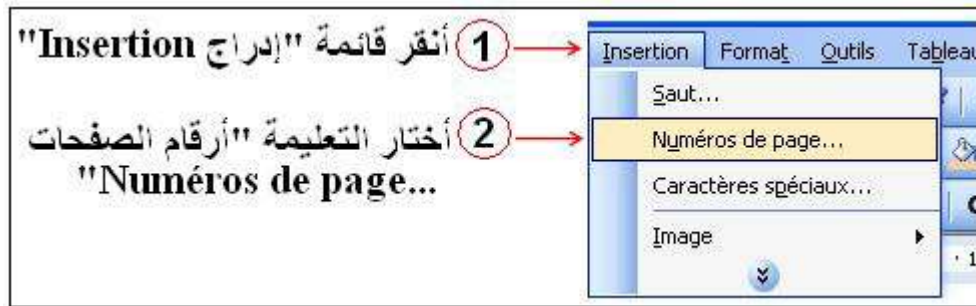 1 أنقر قائمة "إدراج Insertion"
2 أختار التعليمة "أرقام الصفحات
Numéros de page..."
Insertion Format Outils Tableau
Saut...
Numéros de page...
Caractères spéciaux...
Image